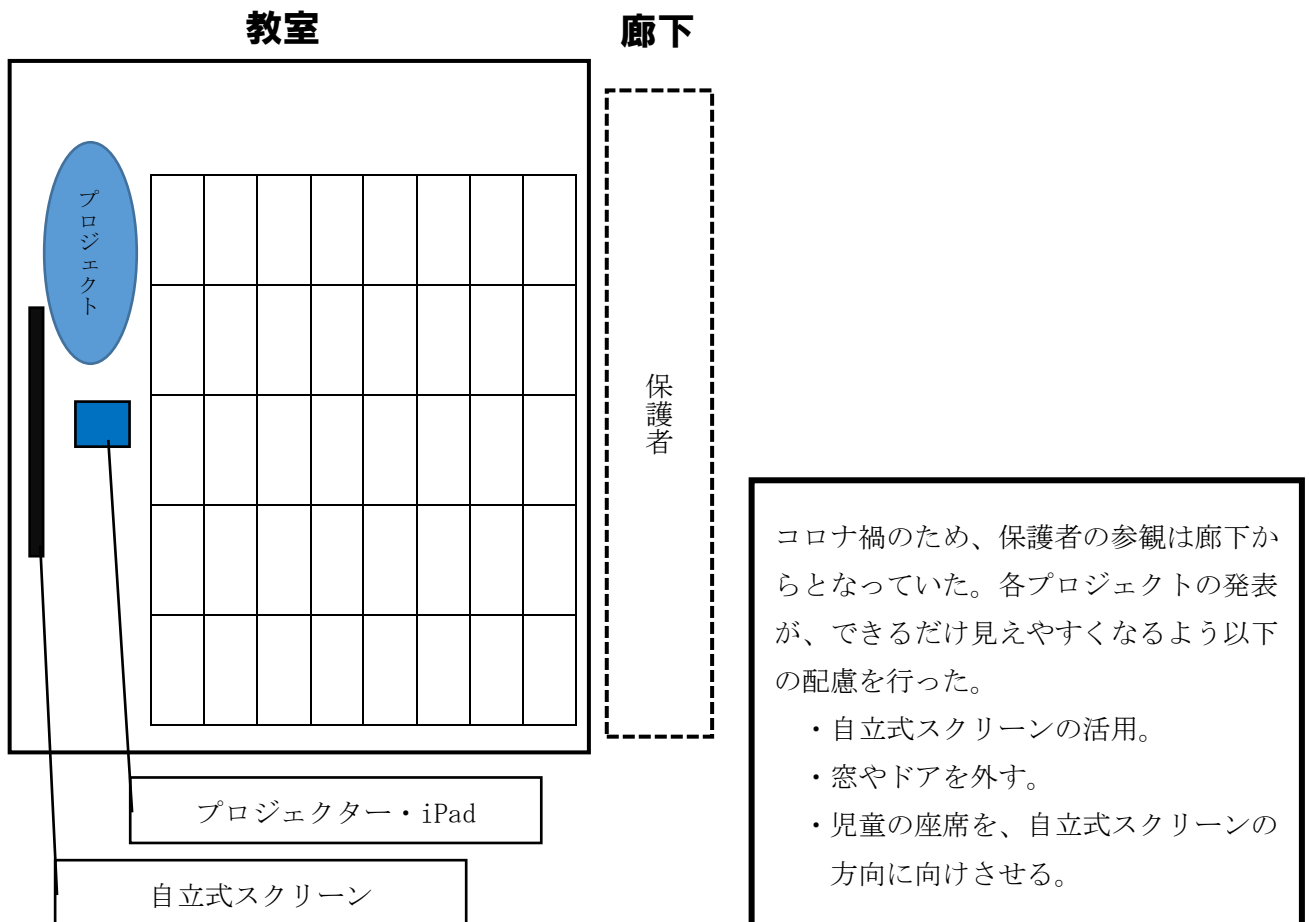 教室
廊下
プロジェクト
保護者
コロナ禍のため、保護者の参観は廊下か
らとなっていた。各プロジェクトの発表
が、できるだけ見えやすくなるよう以下
の配慮を行った。
・自立式スクリーンの活用。
・窓やドアを外す。
・児童の座席を、自立式スクリーンの
方向に向けさせる。
プロジェクター・iPad
自立式スクリーン